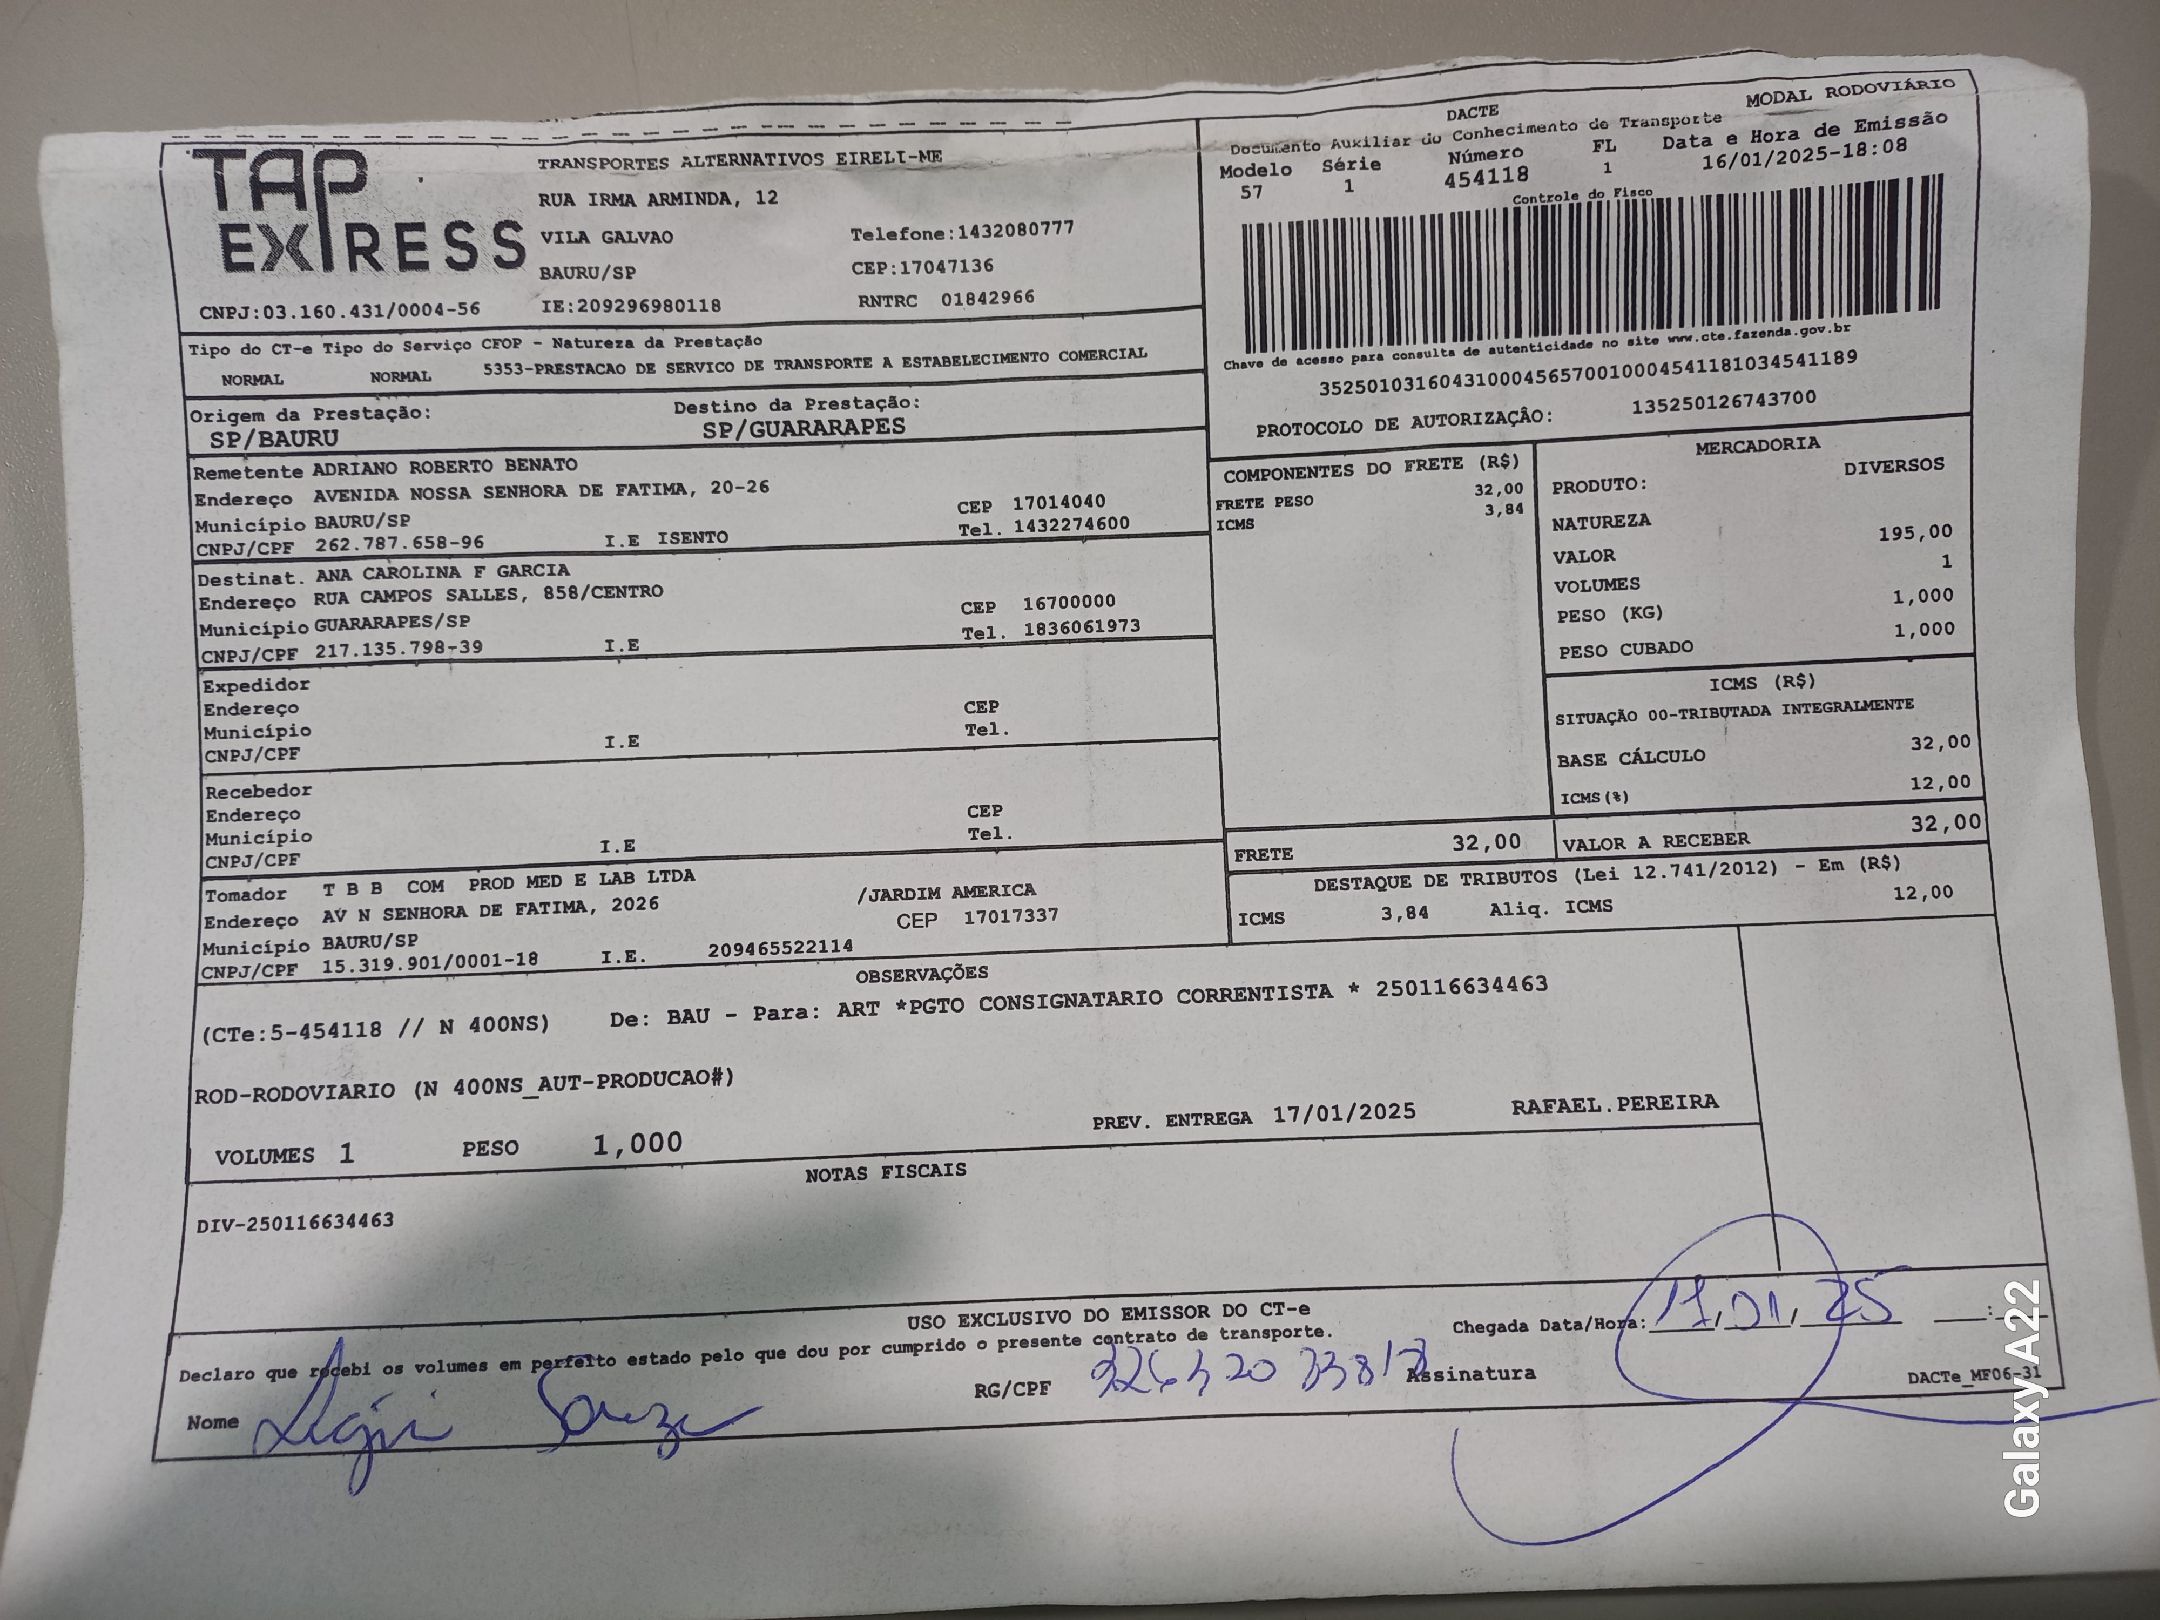 TAP EXPRESS
TRANSPORTES ALTERNATIVOS EIRELI-ME
RUA IRMA ARMINDA, 12
VILA GALVAO Telefone:1432080777
BAURU/SP CEP:17047136
CNPJ:03.160.431/0004-56 IE:209296980118 RNTRC 01842966
DACTE MODAL RODOVIÁRIO
Documento Auxiliar do Conhecimento de Transporte
Modelo Série Número FL Data e Hora de Emissão
57 1 454118 1 16/01/2025-18:08
Controle do Fisco
Chave de acesso para consulta de autenticidade no site www.cte.fazenda.gov.br
35250103160431000456570010004541181034541189
PROTOCOLO DE AUTORIZAÇÃO: 135250126743700
Tipo do CT-e Tipo do Serviço CFOP - Natureza da Prestação
NORMAL NORMAL 5353-PRESTACAO DE SERVICO DE TRANSPORTE A ESTABELECIMENTO COMERCIAL
Origem da Prestação: Destino da Prestação:
SP/BAURU SP/GUARARAPES
Remetente ADRIANO ROBERTO BENATO
Endereço AVENIDA NOSSA SENHORA DE FATIMA, 20-26 CEP 17014040
Município BAURU/SP Tel. 1432274600
CNPJ/CPF 262.787.658-96 I.E ISENTO
Destinat. ANA CAROLINA F GARCIA
Endereço RUA CAMPOS SALLES, 858/CENTRO CEP 16700000
Município GUARARAPES/SP Tel. 1836061973
CNPJ/CPF 217.135.798-39 I.E
Expedidor
Endereço CEP
Município Tel.
CNPJ/CPF I.E
Recebedor
Endereço CEP
Município Tel.
CNPJ/CPF I.E
Tomador T B B COM PROD MED E LAB LTDA
Endereço AV N SENHORA DE FATIMA, 2026 /JARDIM AMERICA
Município BAURU/SP CEP 17017337
CNPJ/CPF 15.319.901/0001-18 I.E. 209465522114
COMPONENTES DO FRETE (R$)
FRETE PESO 32,00
ICMS 3,84
MERCADORIA
PRODUTO: DIVERSOS
NATUREZA
VALOR 195,00
VOLUMES 1
PESO (KG) 1,000
PESO CUBADO 1,000
ICMS (R$)
SITUAÇÃO 00-TRIBUTADA INTEGRALMENTE
BASE CÁLCULO 32,00
ICMS(%) 12,00
FRETE 32,00 VALOR A RECEBER 32,00
DESTAQUE DE TRIBUTOS (Lei 12.741/2012) - Em (R$)
ICMS 3,84 Aliq. ICMS 12,00
OBSERVAÇÕES
(CTe:5-454118 // N 400NS) De: BAU - Para: ART *PGTO CONSIGNATARIO CORRENTISTA * 250116634463
ROD-RODOVIARIO (N 400NS_AUT-PRODUCAO#)
PREV. ENTREGA 17/01/2025 RAFAEL.PEREIRA
VOLUMES 1 PESO 1,000
NOTAS FISCAIS
DIV-250116634463
USO EXCLUSIVO DO EMISSOR DO CT-e
Declaro que recebi os volumes em perfeito estado pelo que dou por cumprido o presente contrato de transporte.
Chegada Data/Hora: 17,01,25 :
Nome Souza RG/CPF Assinatura
DACTe_MF06-31
Galaxy A22